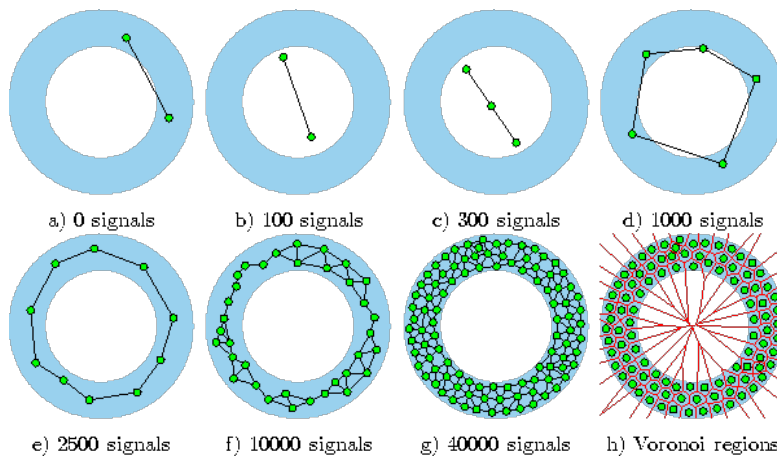 a) 0 signals
b) 100 signals
c) 300 signals
d) 1000 signals
e) 2500 signals
f) 10000 signals
g) 40000 signals
h) Voronoi regions